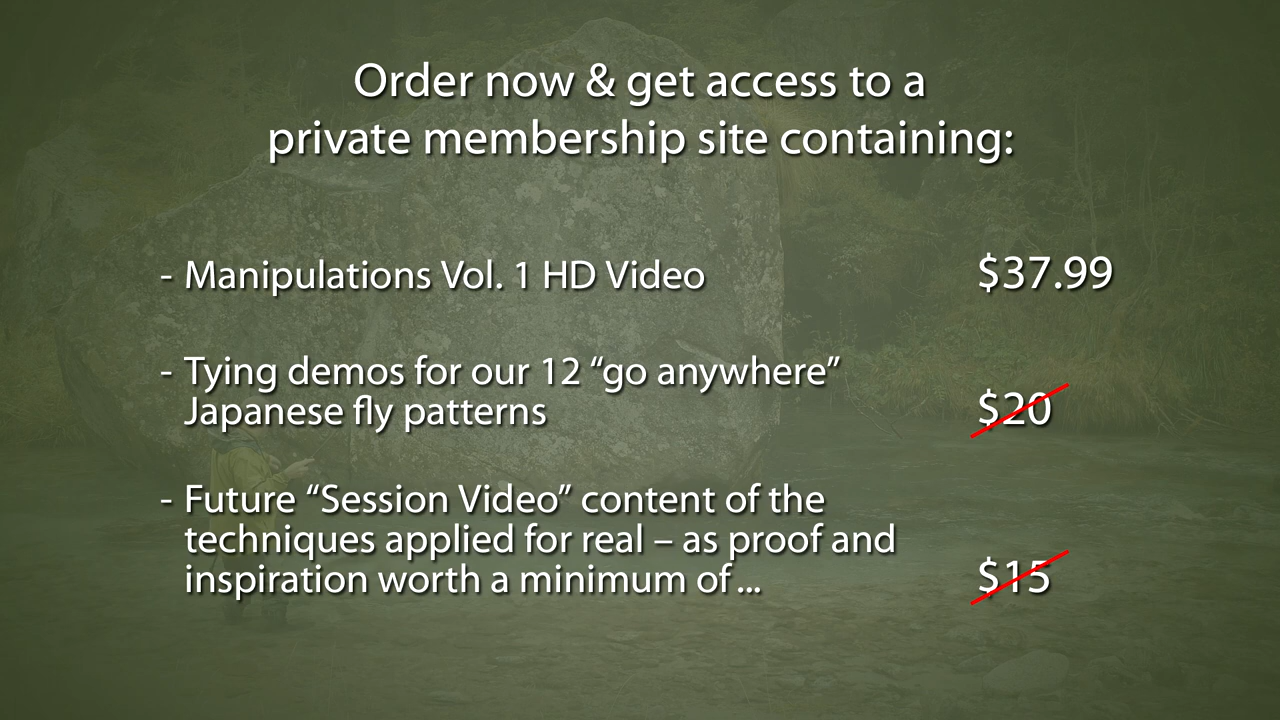 Order now & get access to a
private membership site containing:
- Manipulations Vol. 1 HD Video $37.99
- Tying demos for our 12 “go anywhere”
Japanese fly patterns $20
- Future “Session Video” content of the
techniques applied for real – as proof and
inspiration worth a minimum of... $15